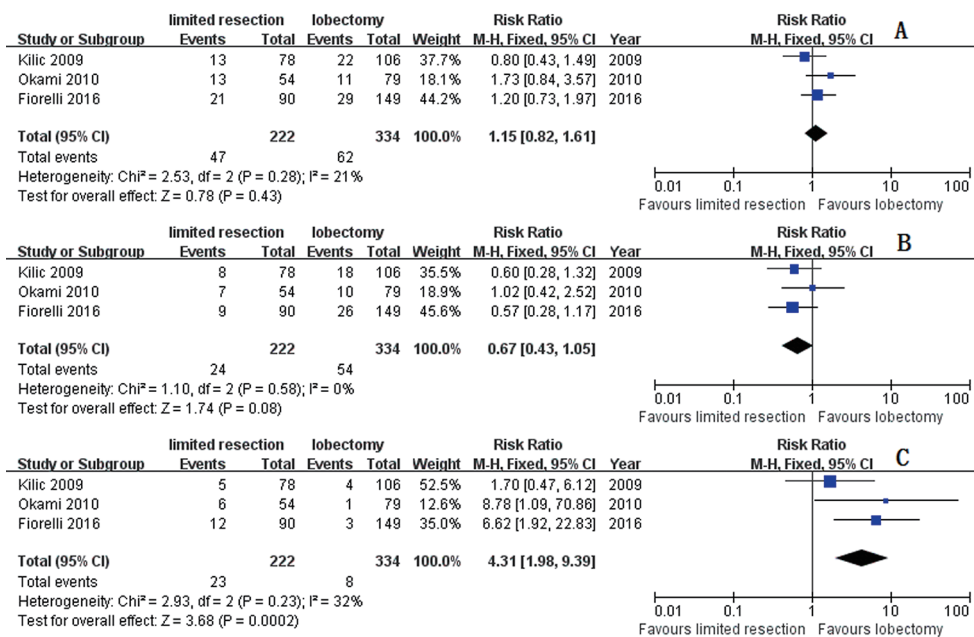 limited resection lobectomy Risk Ratio Risk Ratio A
Study or Subgroup Events Total Events Total Weight M-H, Fixed, 95% CI Year M-H, Fixed, 95% CI
Kilic 2009 13 78 22 106 37.7% 0.80 [0.43, 1.49] 2009
Okami 2010 13 54 11 79 18.1% 1.73 [0.84, 3.57] 2010
Fiorelli 2016 21 90 29 149 44.2% 1.20 [0.73, 1.97] 2016
Total (95% CI) 222 334 100.0% 1.15 [0.82, 1.61]
Total events 47 62
Heterogeneity: Chi² = 2.53, df = 2 (P = 0.28); I² = 21%
Test for overall effect: Z = 0.78 (P = 0.43)
0.01 0.1 1 10 100
Favours limited resection Favours lobectomy
limited resection lobectomy Risk Ratio Risk Ratio B
Study or Subgroup Events Total Events Total Weight M-H, Fixed, 95% CI Year M-H, Fixed, 95% CI
Kilic 2009 8 78 18 106 35.5% 0.60 [0.28, 1.32] 2009
Okami 2010 7 54 10 79 18.9% 1.02 [0.42, 2.52] 2010
Fiorelli 2016 9 90 26 149 45.6% 0.57 [0.28, 1.17] 2016
Total (95% CI) 222 334 100.0% 0.67 [0.43, 1.05]
Total events 24 54
Heterogeneity: Chi² = 1.10, df = 2 (P = 0.58); I² = 0%
Test for overall effect: Z = 1.74 (P = 0.08)
0.01 0.1 1 10 100
Favours limited resection Favours lobectomy
limited resection lobectomy Risk Ratio Risk Ratio C
Study or Subgroup Events Total Events Total Weight M-H, Fixed, 95% CI Year M-H, Fixed, 95% CI
Kilic 2009 5 78 4 106 52.5% 1.70 [0.47, 6.12] 2009
Okami 2010 6 54 1 79 12.6% 8.78 [1.09, 70.86] 2010
Fiorelli 2016 12 90 3 149 35.0% 6.62 [1.92, 22.83] 2016
Total (95% CI) 222 334 100.0% 4.31 [1.98, 9.39]
Total events 23 8
Heterogeneity: Chi² = 2.93, df = 2 (P = 0.23); I² = 32%
Test for overall effect: Z = 3.68 (P = 0.0002)
0.01 0.1 1 10 100
Favours limited resection Favours lobectomy